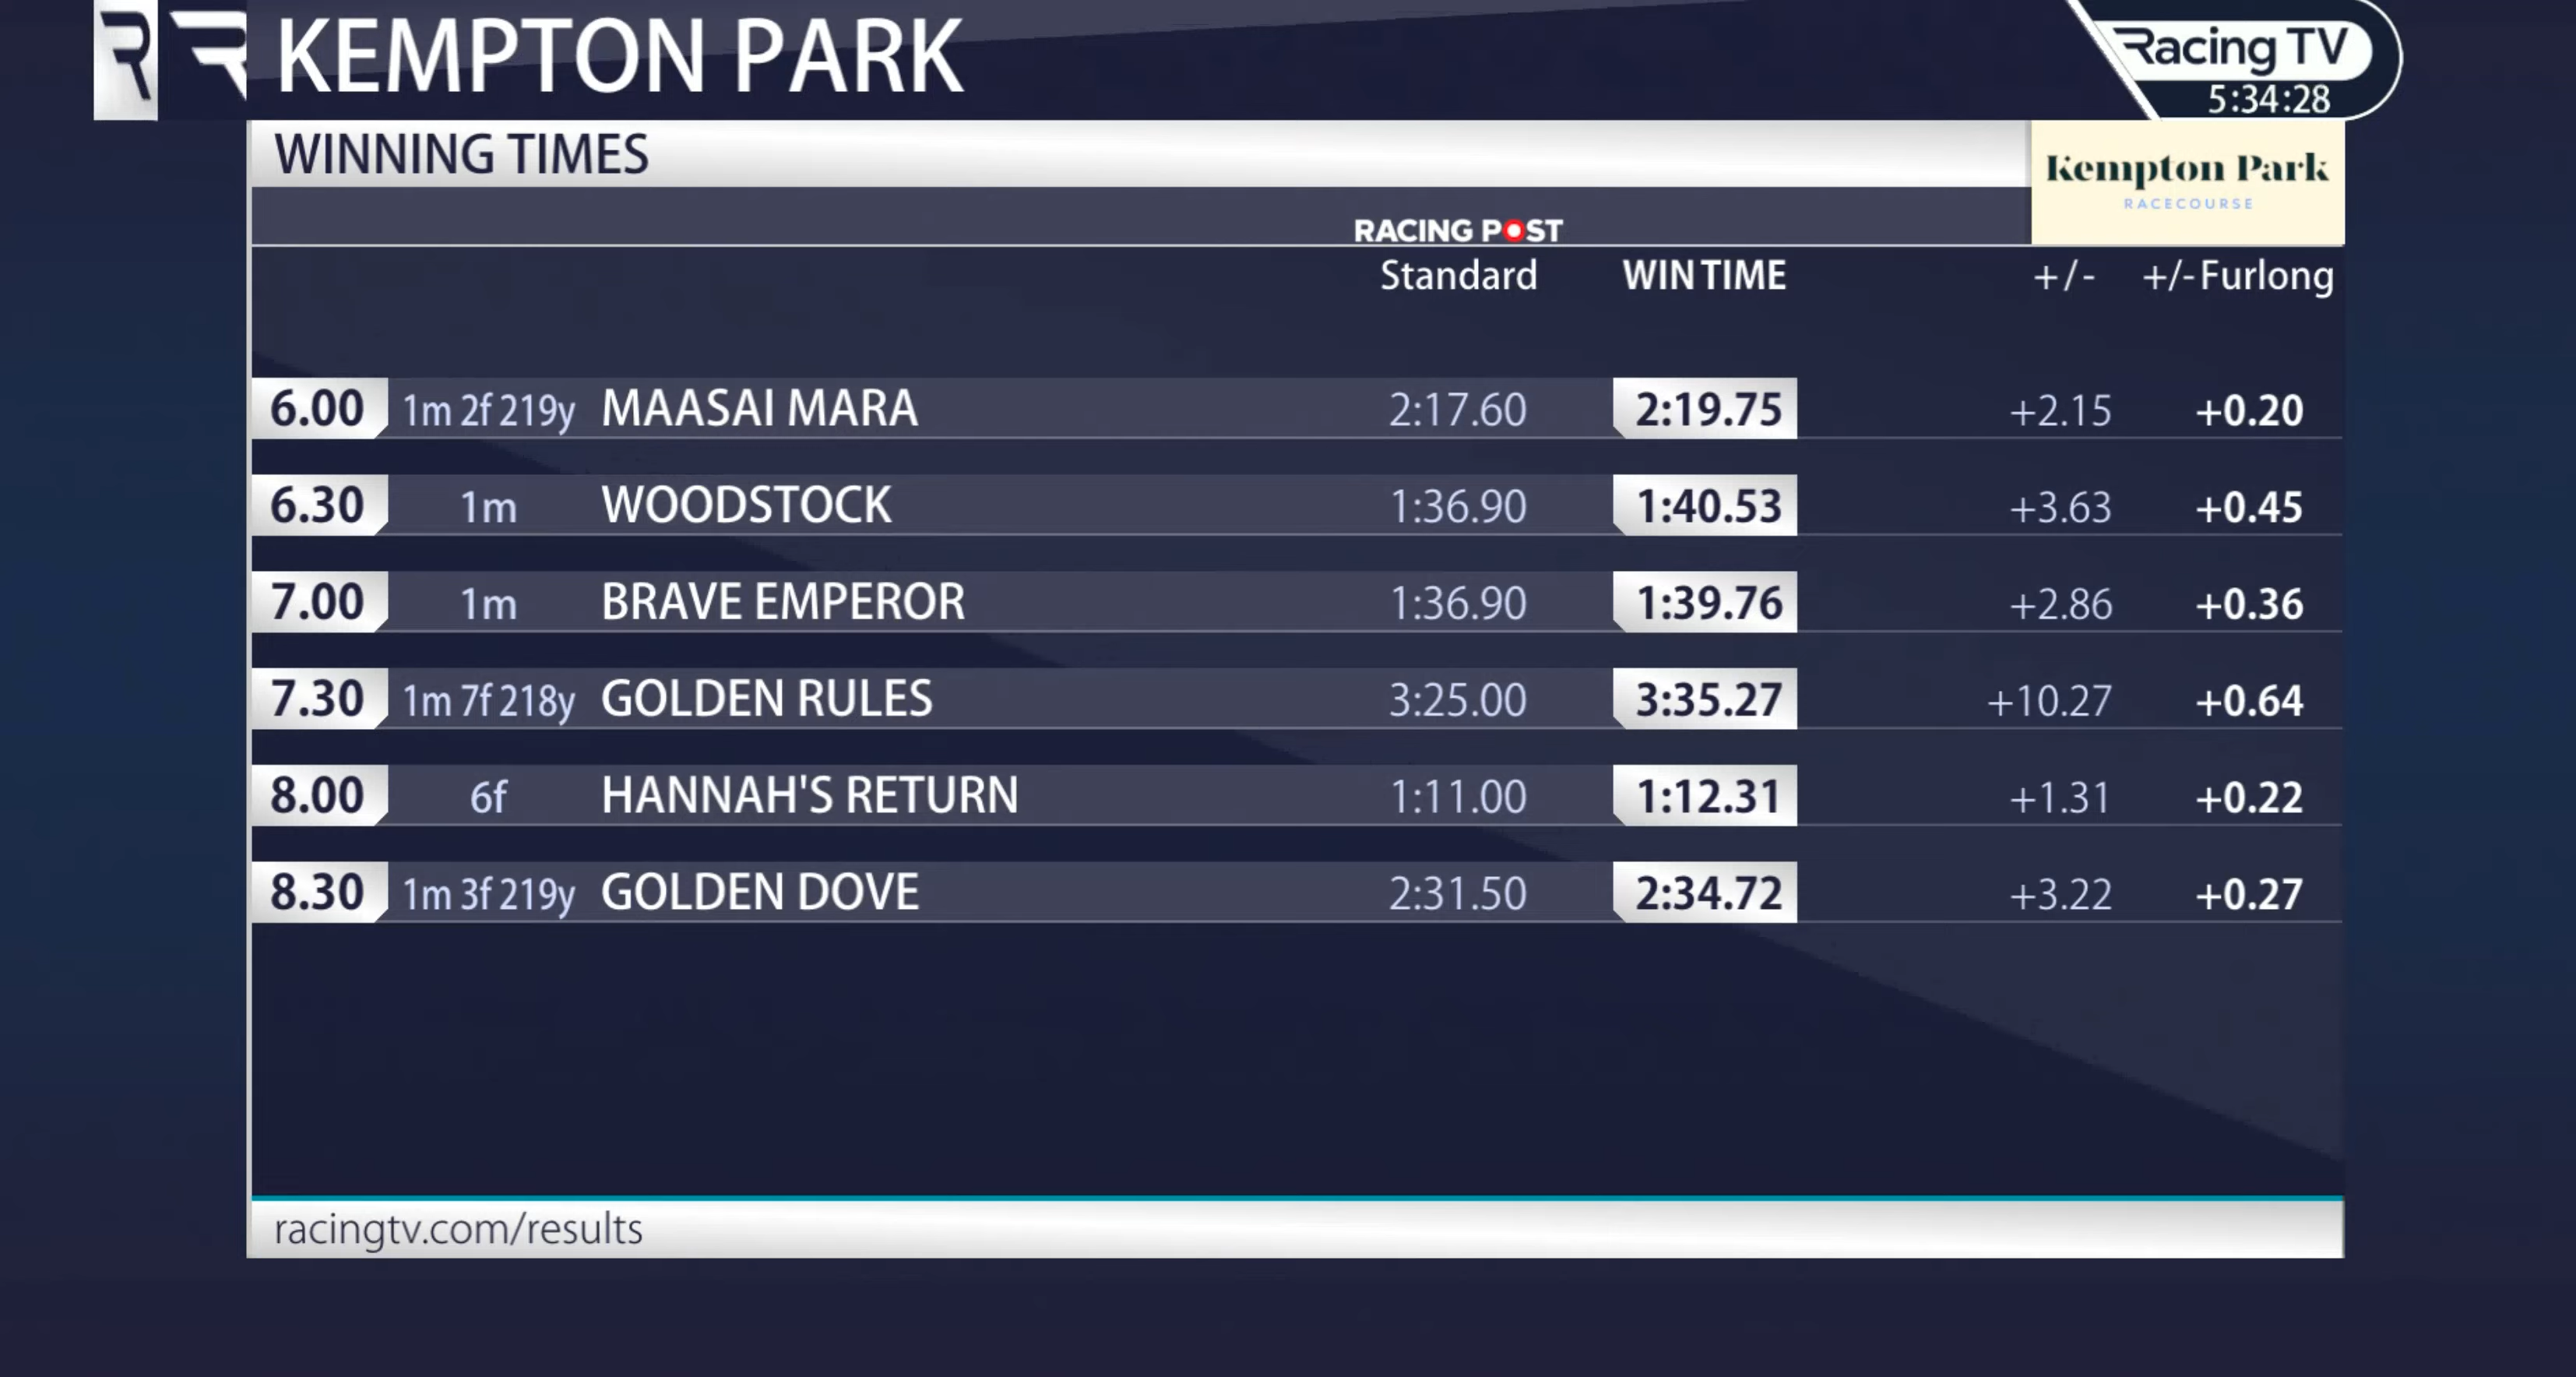 KEMPTON PARK
Racing TV
5:34:28
WINNING TIMES
Kempton Park
RACECOURSE
RACING POST
Standard WIN TIME +/- +/- Furlong
6.00 1m 2f 219y MAASAI MARA 2:17.60 2:19.75 +2.15 +0.20
6.30 1m WOODSTOCK 1:36.90 1:40.53 +3.63 +0.45
7.00 1m BRAVE EMPEROR 1:36.90 1:39.76 +2.86 +0.36
7.30 1m 7f 218y GOLDEN RULES 3:25.00 3:35.27 +10.27 +0.64
8.00 6f HANNAH'S RETURN 1:11.00 1:12.31 +1.31 +0.22
8.30 1m 3f 219y GOLDEN DOVE 2:31.50 2:34.72 +3.22 +0.27
racingtv.com/results